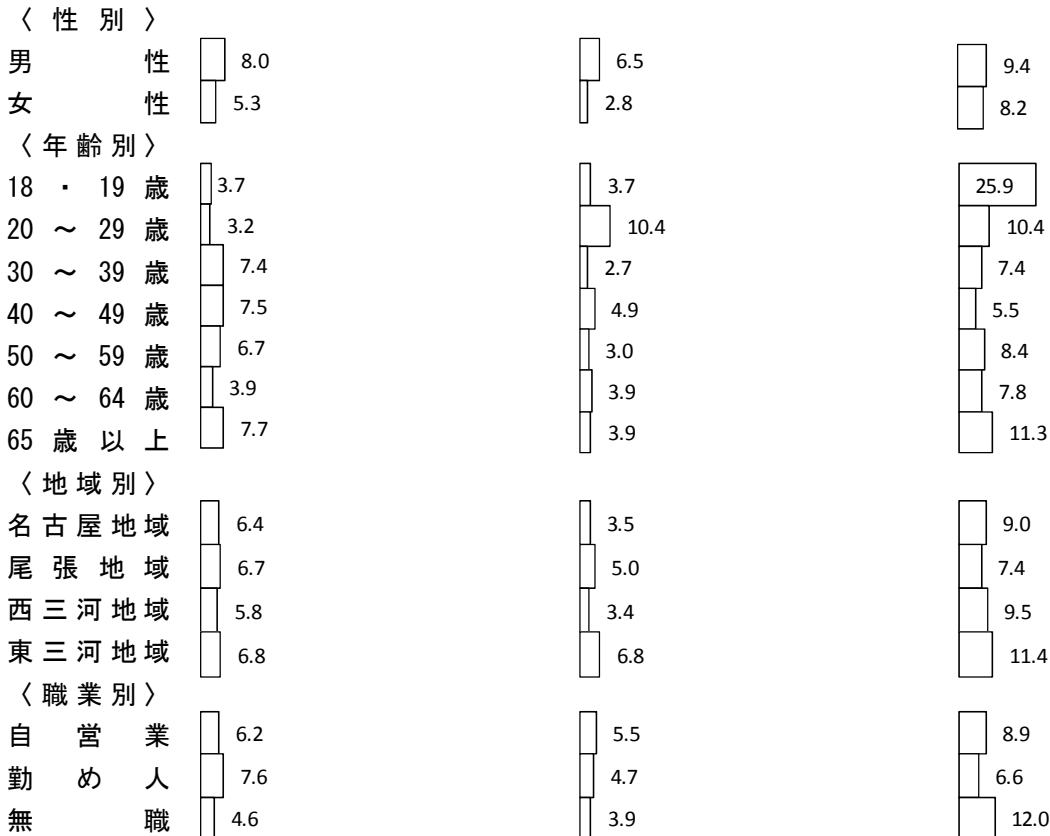 〈性別〉
男性 8.0 6.5 9.4
女性 5.3 2.8 8.2
〈年齢別〉
18・19歳 3.7 3.7 25.9
20～29歳 3.2 10.4 10.4
30～39歳 7.4 2.7 7.4
40～49歳 7.5 4.9 5.5
50～59歳 6.7 3.0 8.4
60～64歳 3.9 3.9 7.8
65歳以上 7.7 3.9 11.3
〈地域別〉
名古屋地域 6.4 3.5 9.0
尾張地域 6.7 5.0 7.4
西三河地域 5.8 3.4 9.5
東三河地域 6.8 6.8 11.4
〈職業別〉
自営業 6.2 5.5 8.9
勤め人 7.6 4.7 6.6
無職 4.6 3.9 12.0